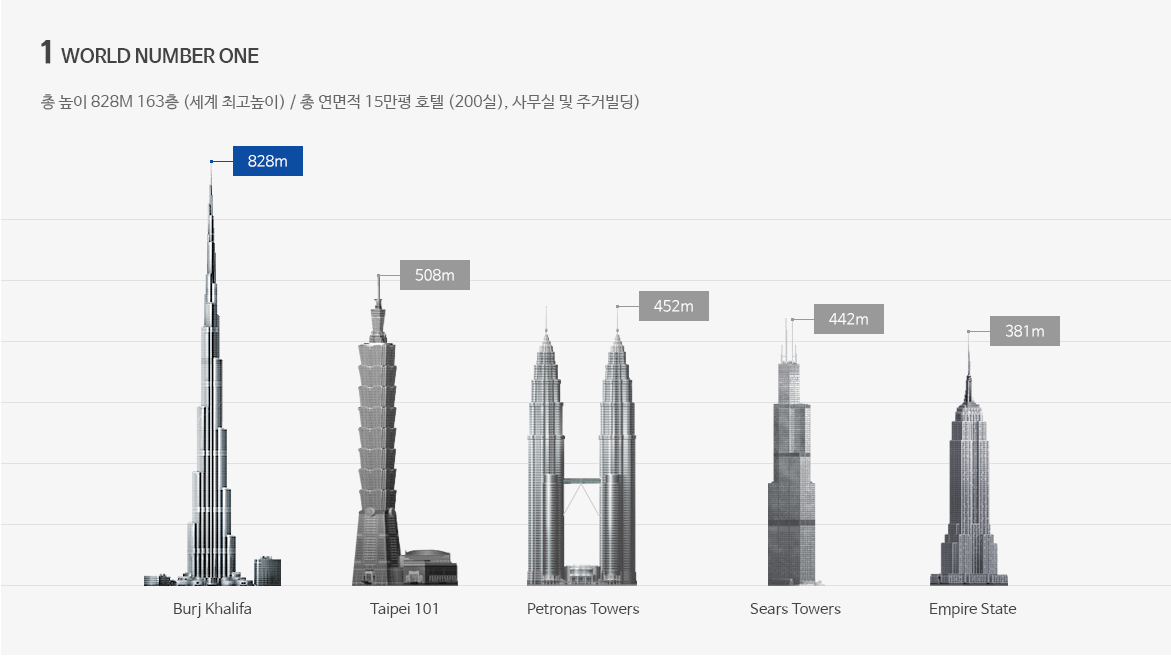 1 WORLD NUMBER ONE
총 높이 828M 163층 (세계 최고높이) / 총 연면적 15만평 호텔 (200실), 사무실 및 주거빌딩)
828m
508m
452m
442m
381m
Burj Khalifa
Taipei 101
Petronas Towers
Sears Towers
Empire State